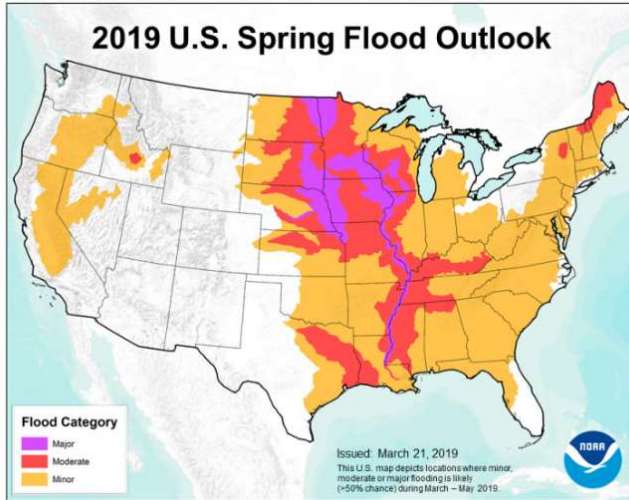 2019 U.S. Spring Flood Outlook
Flood Category
Major
Moderate
Minor
Issued: March 21, 2019
This U.S. map depicts locations where minor,
moderate or major flooding is likely
(>50% chance) during March – May 2019.
NOAA